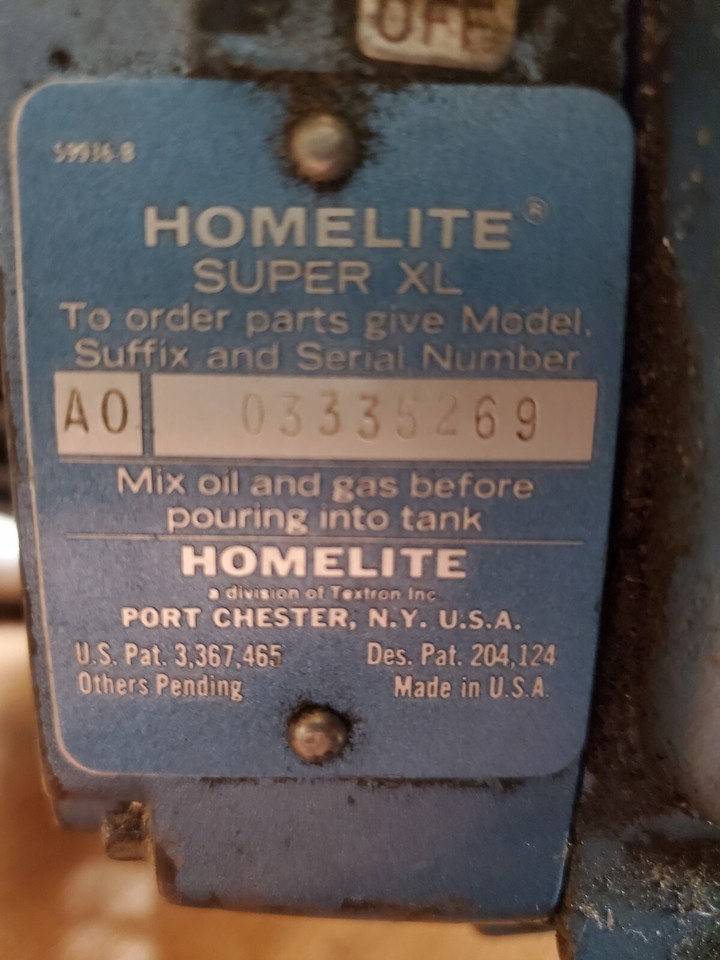 OFF
59936-B
HOMELITE®
SUPER XL
To order parts give Model,
Suffix and Serial Number
AO 03335269
Mix oil and gas before
pouring into tank
HOMELITE
a division of Textron Inc.
PORT CHESTER, N.Y. U.S.A.
U.S. Pat. 3,367,465 Des. Pat. 204,124
Others Pending Made in U.S.A.